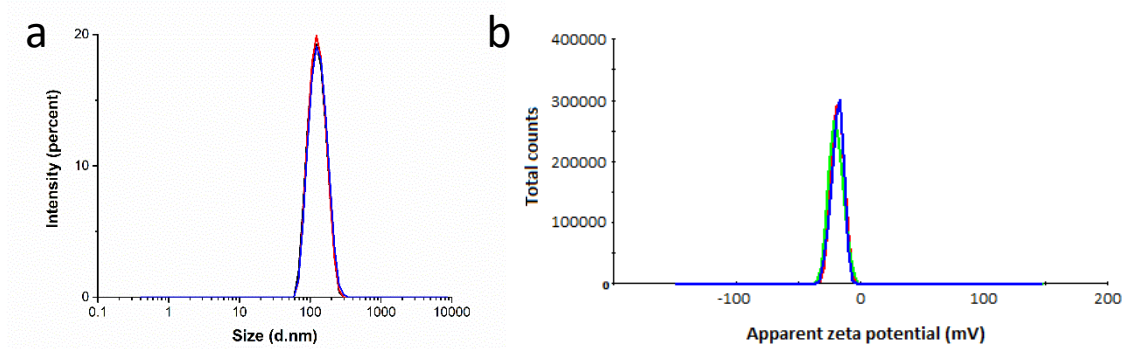 a
20
10
0
Intensity (percent)
0.1 1 10 100 1000 10000
Size (d.nm)
b
400000
300000
200000
100000
0
Total counts
-100 0 100 200
Apparent zeta potential (mV)